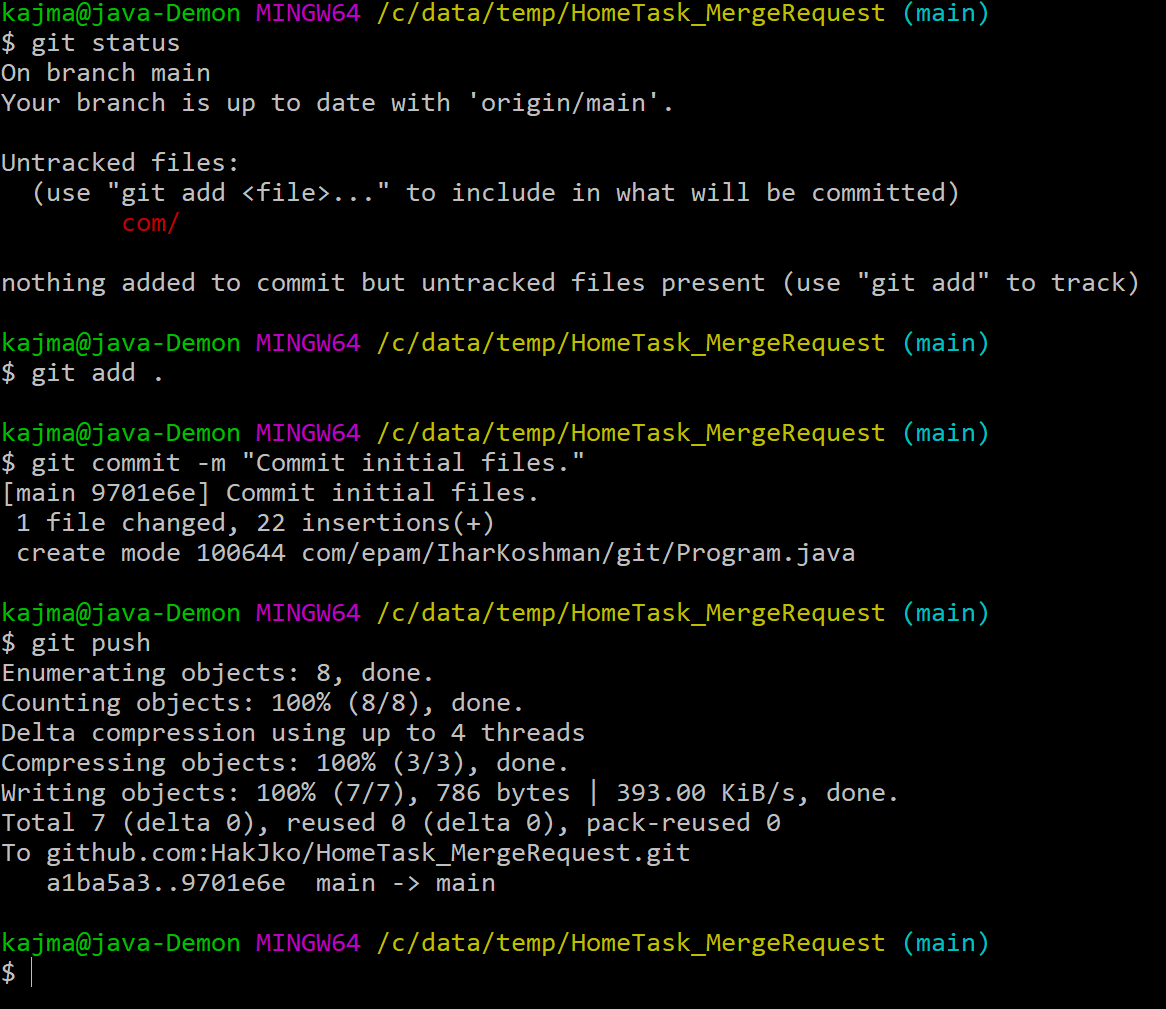 kajma@java-Demon MINGW64 /c/data/temp/HomeTask_MergeRequest (main)
$ git status
On branch main
Your branch is up to date with 'origin/main'.

Untracked files:
  (use "git add <file>..." to include in what will be committed)
        com/

nothing added to commit but untracked files present (use "git add" to track)

kajma@java-Demon MINGW64 /c/data/temp/HomeTask_MergeRequest (main)
$ git add .

kajma@java-Demon MINGW64 /c/data/temp/HomeTask_MergeRequest (main)
$ git commit -m "Commit initial files."
[main 9701e6e] Commit initial files.
 1 file changed, 22 insertions(+)
 create mode 100644 com/epam/IharKoshman/git/Program.java

kajma@java-Demon MINGW64 /c/data/temp/HomeTask_MergeRequest (main)
$ git push
Enumerating objects: 8, done.
Counting objects: 100% (8/8), done.
Delta compression using up to 4 threads
Compressing objects: 100% (3/3), done.
Writing objects: 100% (7/7), 786 bytes | 393.00 KiB/s, done.
Total 7 (delta 0), reused 0 (delta 0), pack-reused 0
To github.com:HakJko/HomeTask_MergeRequest.git
   a1ba5a3..9701e6e  main -> main

kajma@java-Demon MINGW64 /c/data/temp/HomeTask_MergeRequest (main)
$